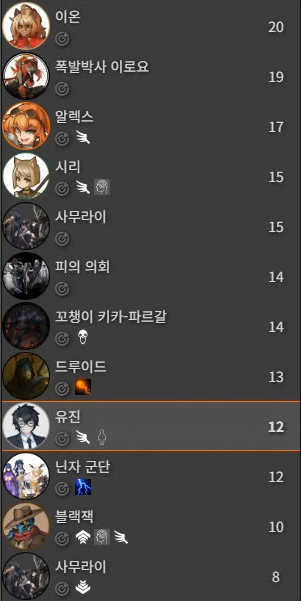 이온 20
폭발박사 이로요 19
알렉스 17
시리 15
사무라이 15
피의 의회 14
꼬챙이 키카-파르갈 14
드루이드 13
유진 12
닌자 군단 12
블랙잭 10
사무라이 8